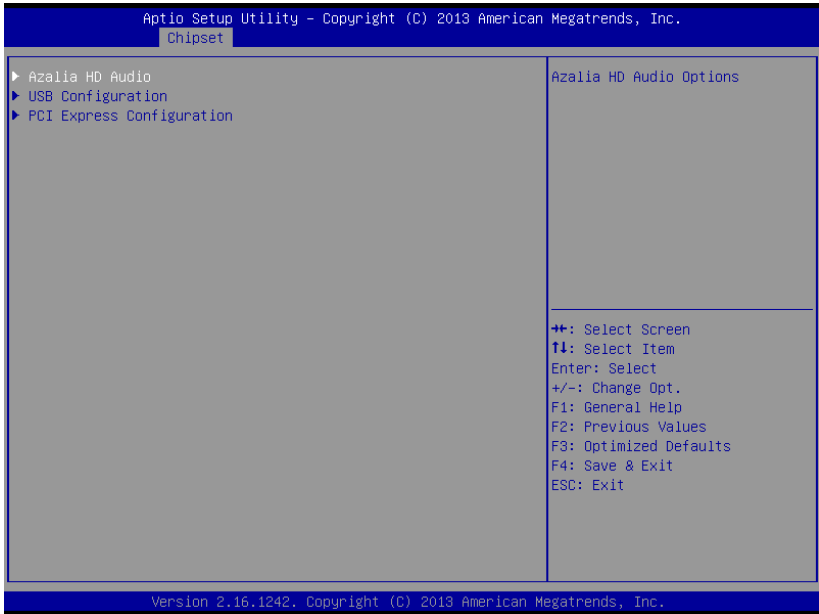 Aptio Setup Utility – Copyright (C) 2013 American Megatrends, Inc.
Chipset
▶ Azalia HD Audio
▶ USB Configuration
▶ PCI Express Configuration
Azalia HD Audio Options
→←: Select Screen
↑↓: Select Item
Enter: Select
+/-: Change Opt.
F1: General Help
F2: Previous Values
F3: Optimized Defaults
F4: Save & Exit
ESC: Exit
Version 2.16.1242. Copyright (C) 2013 American Megatrends, Inc.